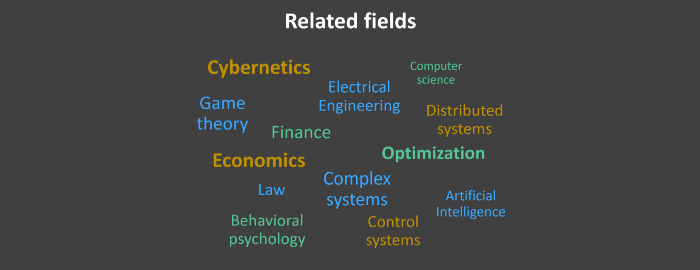 Related fields
Cybernetics
Computer
science
Electrical
Engineering
Game
theory
Distributed
systems
Finance
Optimization
Economics
Complex
systems
Law
Artificial
Intelligence
Behavioral
psychology
Control
systems